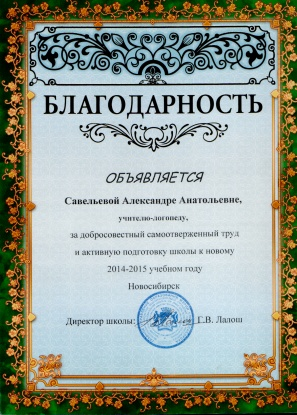 БЛАГОДАРНОСТЬ
ОБЪЯВЛЯЕТСЯ
Савельевой Александре Анатольевне,
учителю-логопеду,
за добросовестный самоотверженный труд
и активную подготовку школы к новому
2014-2015 учебном году
Новосибирск
Директор школы: Г.В. Лалош